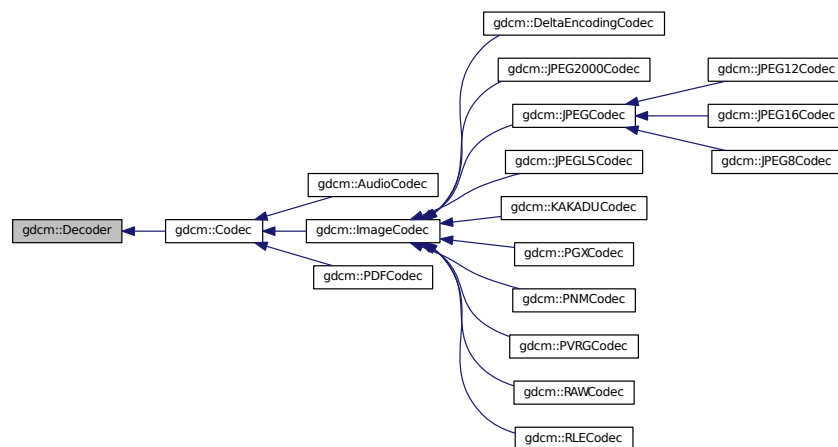 gdcm::DeltaEncodingCodec
gdcm::JPEG2000Codec
gdcm::JPEG12Codec
gdcm::JPEGCodec
gdcm::JPEG16Codec
gdcm::JPEGLSCodec
gdcm::JPEG8Codec
gdcm::AudioCodec
gdcm::KAKADUCodec
gdcm::Decoder
gdcm::Codec
gdcm::ImageCodec
gdcm::PGXCodec
gdcm::PDFCodec
gdcm::PNMCodec
gdcm::PVRGCodec
gdcm::RAWCodec
gdcm::RLECodec